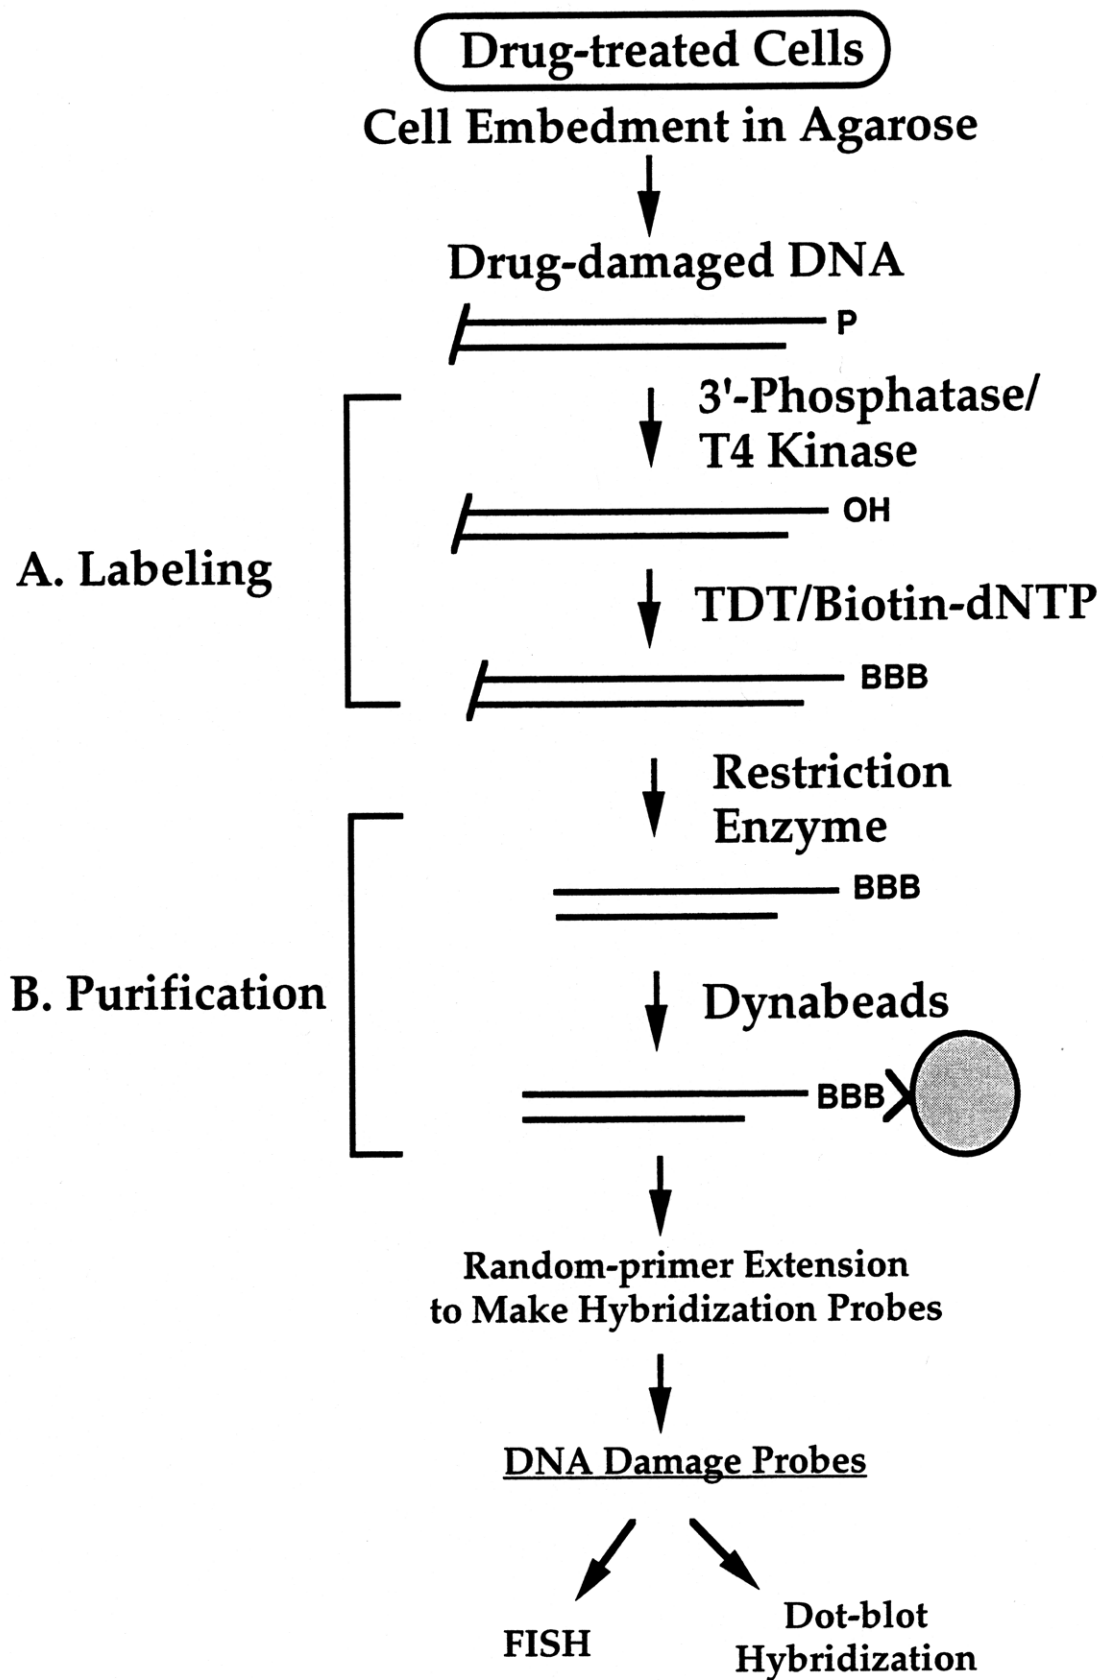 Drug-treated Cells
Cell Embedment in Agarose
Drug-damaged DNA
P
3'-Phosphatase/
T4 Kinase
OH
A. Labeling
TDT/Biotin-dNTP
BBB
Restriction
Enzyme
BBB
B. Purification
Dynabeads
BBB
Random-primer Extension
to Make Hybridization Probes
DNA Damage Probes
FISH
Dot-blot
Hybridization